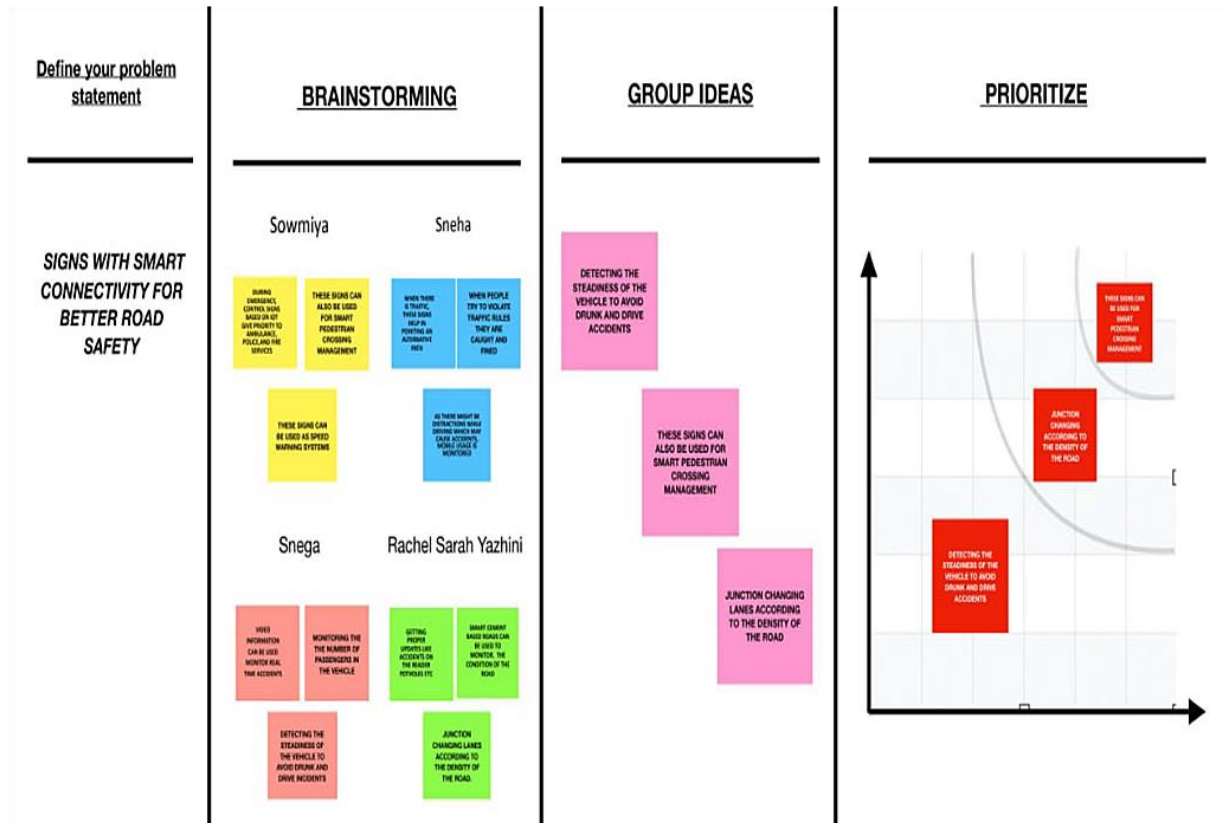 Define your problem
statement
BRAINSTORMING
GROUP IDEAS
PRIORITIZE
SIGNS WITH SMART
CONNECTIVITY FOR
BETTER ROAD
SAFETY
Sowmiya
DURING
EMERGENCY,
CONTROL SIGNS
BASED ON IOT
GIVE PRIORITY TO
AMBULANCE,
POLICE,AND FIRE
SERVICES
THESE SIGNS CAN
ALSO BE USED
FOR SMART
PEDESTRIAN
CROSSING
MANAGEMENT
THESE SIGNS CAN
BE USED AS SPEED
WARNING SYSTEMS
Sneha
WHEN THERE
IS TRAFFIC,
THESE SIGNS
HELP IN
POINTING AN
ALTERNATIVE
PATH
WHEN PEOPLE
TRY TO VIOLATE
TRAFFIC RULES
THEY ARE
CAUGHT AND
FINED
AS THERE MIGHT BE
DISTRACTIONS WHILE
DRIVING WHICH MAY
CAUSE ACCIDENTS,
MOBILE USAGE IS
MONITORED
Snega
VIDEO
INFORMATION
CAN BE USED
MONITOR REAL
TIME ACCIDENTS
MONITORING THE
THE NUMBER OF
PASSENGERS IN
THE VEHICLE
DETECTING THE
STEADINESS OF
THE VEHICLE TO
AVOID DRUNK AND
DRIVE INCIDENTS
Rachel Sarah Yazhini
GETTING
PROPER
UPDATES LIKE
ACCIDENTS ON
THE READER
POTHOLES ETC
SMART CEMENT
BASED ROADS CAN
BE USED TO
MONITOR, THE
CONDITION OF THE
ROAD
JUNCTION
CHANGING LANES
ACCORDING TO
THE DENSITY OF
THE ROAD.
DETECTING THE
STEADINESS OF THE
VEHICLE TO AVOID
DRUNK AND DRIVE
ACCIDENTS
THESE SIGNS CAN
ALSO BE USED FOR
SMART PEDESTRIAN
CROSSING
MANAGEMENT
JUNCTION CHANGING
LANES ACCORDING
TO THE DENSITY OF
THE ROAD
THESE SIGNS CAN
BE USED FOR
SMART
PEDESTRIAN
CROSSING
MANAGEMENT
JUNCTION
CHANGING
ACCORDING TO
THE DENSITY OF
THE ROAD
DETECTING THE
STEADINESS OF THE
VEHICLE TO AVOID
DRUNK AND DRIVE
ACCIDENTS